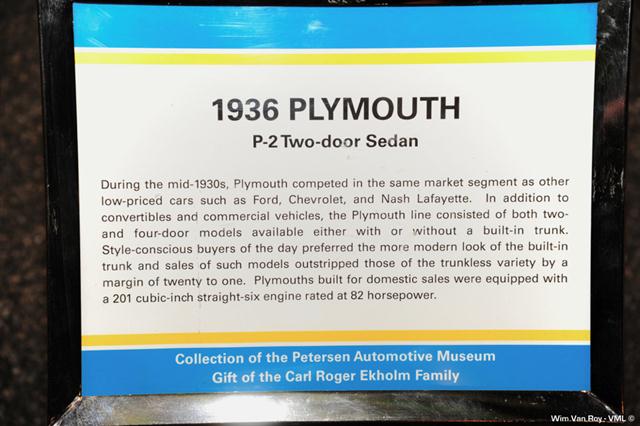 1936 PLYMOUTH
P-2 Two-door Sedan
During the mid-1930s, Plymouth competed in the same market segment as other
low-priced cars such as Ford, Chevrolet, and Nash Lafayette. In addition to
convertibles and commercial vehicles, the Plymouth line consisted of both two-
and four-door models available either with or without a built-in trunk.
Style-conscious buyers of the day preferred the more modern look of the built-in
trunk and sales of such models outstripped those of the trunkless variety by a
margin of twenty to one. Plymouths built for domestic sales were equipped with
a 201 cubic-inch straight-six engine rated at 82 horsepower.
Collection of the Petersen Automotive Museum
Gift of the Carl Roger Ekholm Family
Wim Van Roy - VML ©